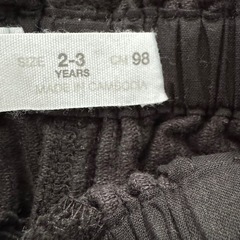 SIZE 2-3 YEARS CM 98
MADE IN CAMBODIA